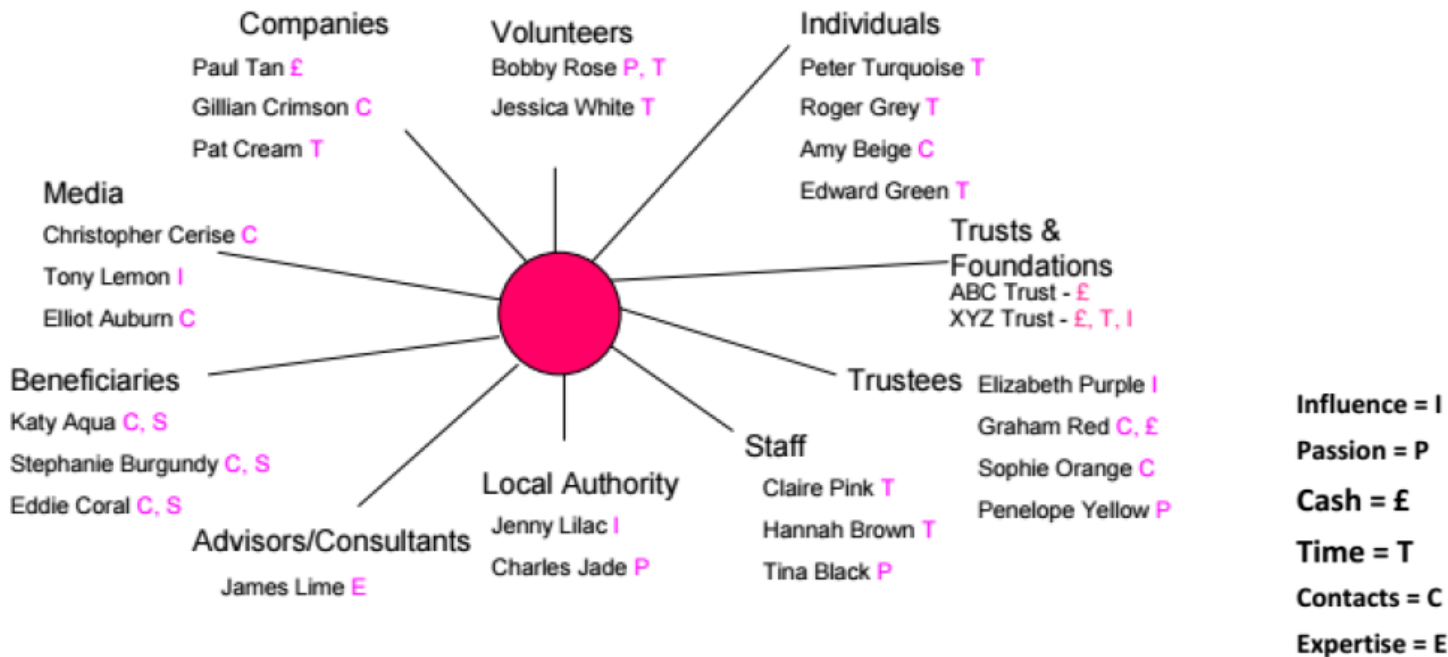 Companies
Paul Tan £
Gillian Crimson C
Pat Cream T
Volunteers
Bobby Rose P, T
Jessica White T
Individuals
Peter Turquoise T
Roger Grey T
Amy Beige C
Edward Green T
Media
Christopher Cerise C
Tony Lemon I
Elliot Auburn C
Trusts &
Foundations
ABC Trust - £
XYZ Trust - £, T, I
Beneficiaries
Katy Aqua C, S
Stephanie Burgundy C, S
Eddie Coral C, S
Advisors/Consultants
James Lime E
Local Authority
Jenny Lilac I
Charles Jade P
Staff
Claire Pink T
Hannah Brown T
Tina Black P
Trustees
Elizabeth Purple I
Graham Red C, £
Sophie Orange C
Penelope Yellow P
Influence = I
Passion = P
Cash = £
Time = T
Contacts = C
Expertise = E